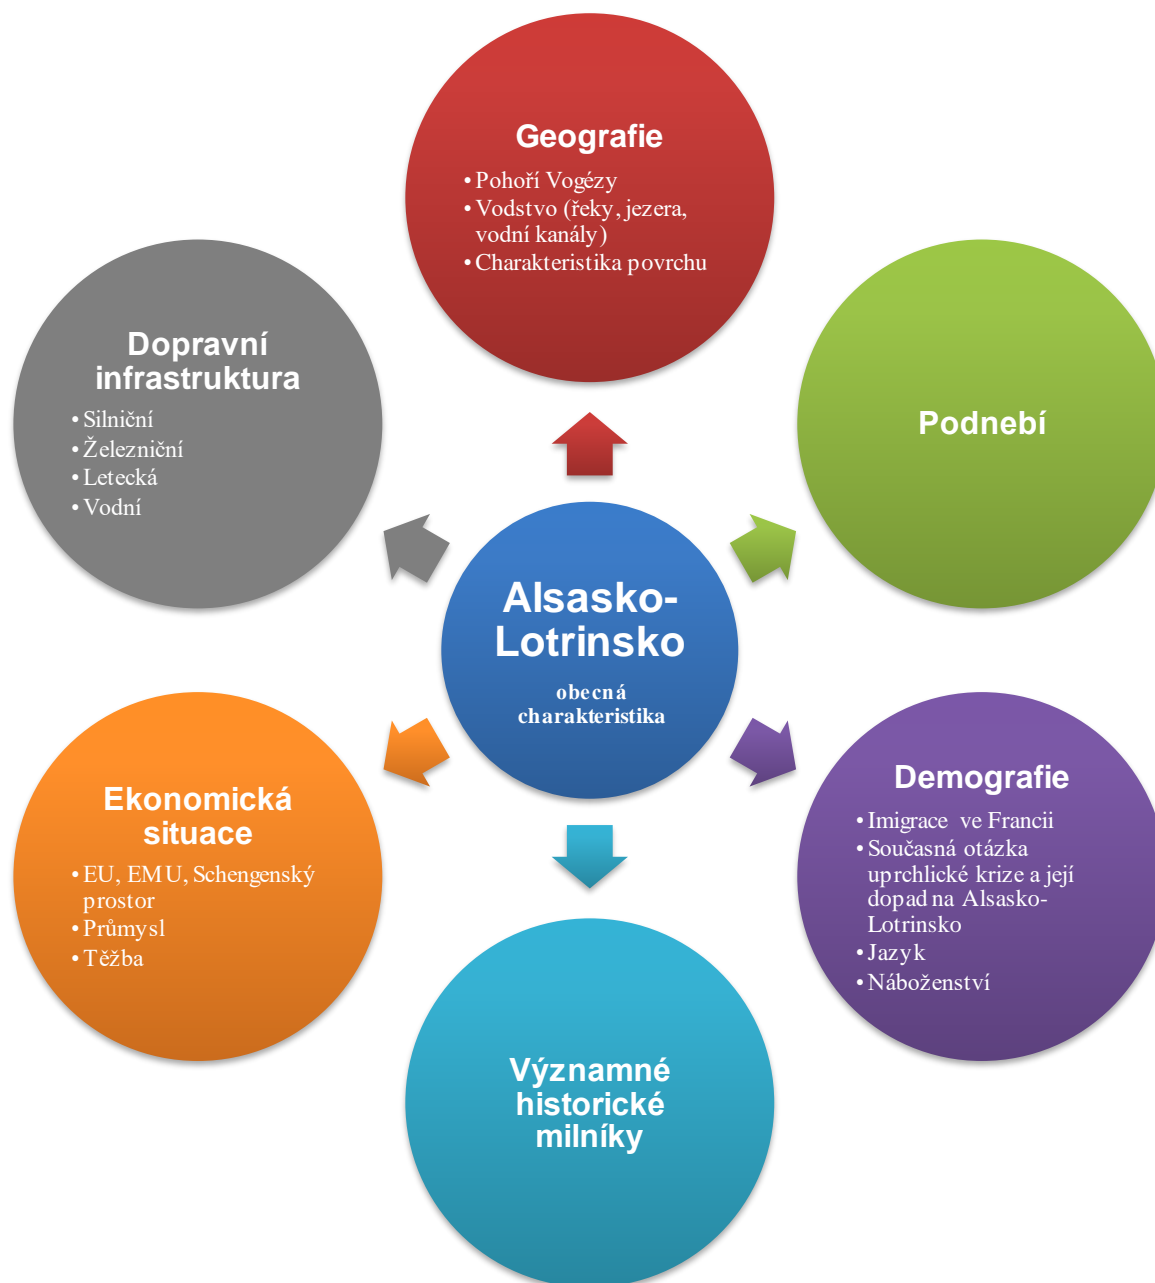 Geografie
• Pohoří Vogézy
• Vodstvo (řeky, jezera,
vodní kanály)
• Charakteristika povrchu
Podnebí
Demografie
• Imigrace ve Francii
• Současná otázka
uprchlické krize a její
dopad na Alsasko-
Lotrinsko
• Jazyk
• Náboženství
Významné
historické
milníky
Ekonomická
situace
• EU, EMU, Schengenský
prostor
• Průmysl
• Těžba
Dopravní
infrastruktura
• Silniční
• Železniční
• Letecká
• Vodní
Alsasko-
Lotrinsko
obecná
charakteristika